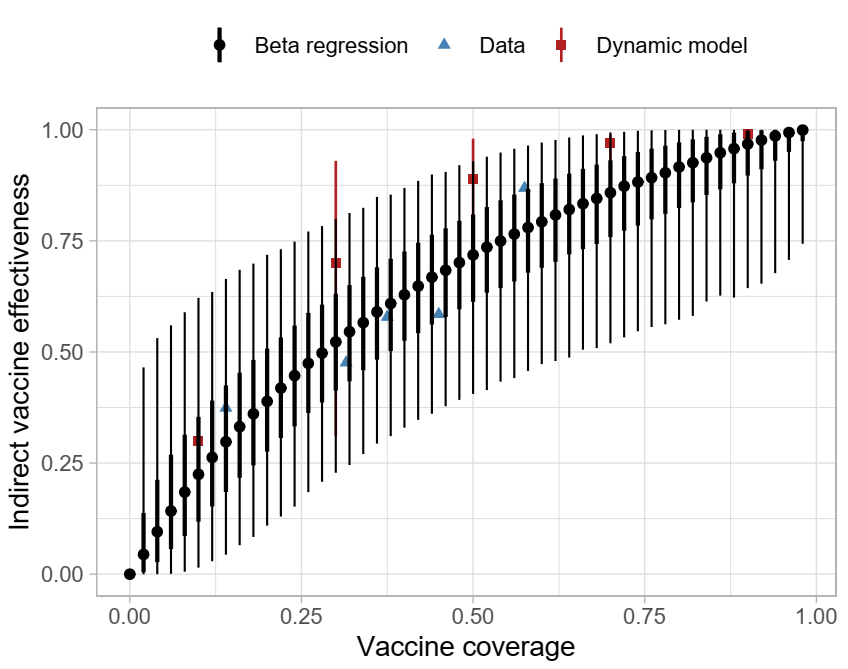 Beta regression Data Dynamic model
1.00
0.75
0.50
0.25
0.00
Indirect vaccine effectiveness
0.00 0.25 0.50 0.75 1.00
Vaccine coverage